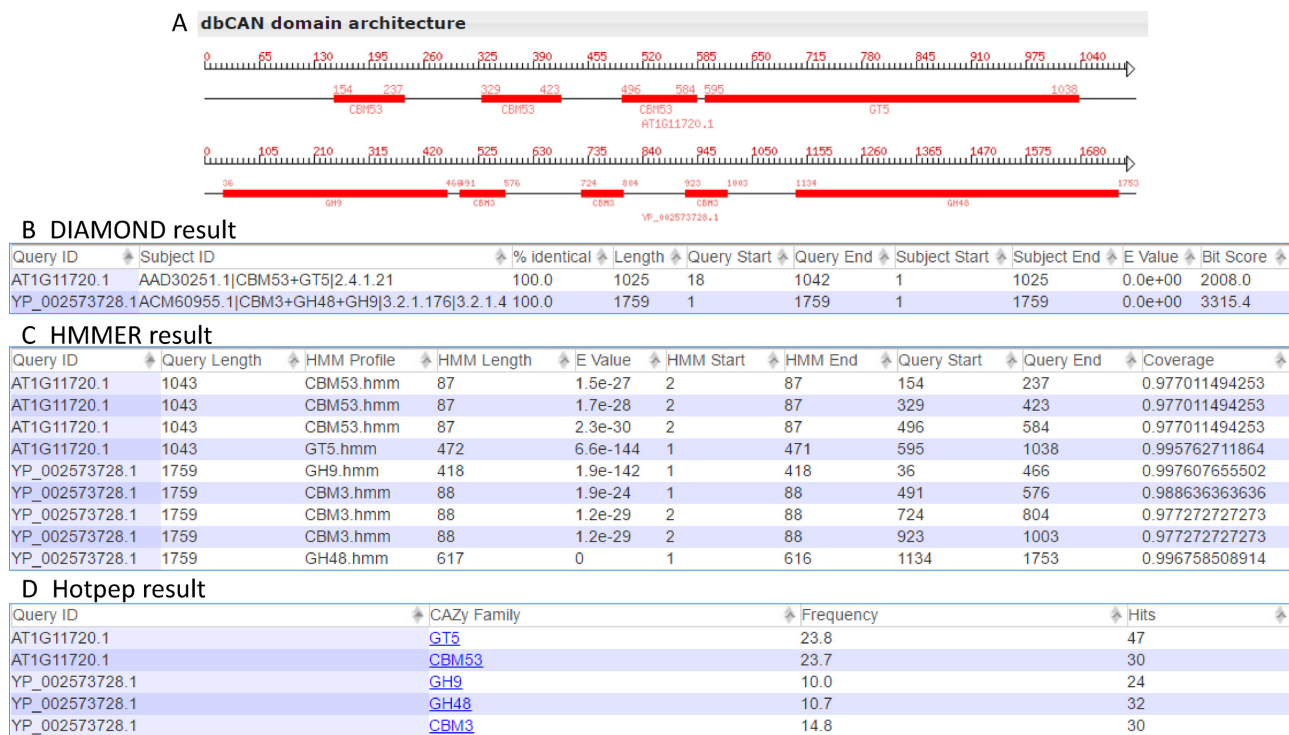 A dbCAN domain architecture
0 65 130 195 260 325 390 455 520 585 650 715 780 845 910 975 1040
154 237 329 423 496 584 595 1038
CBM53 CBM53 CBM53 GT5
AT1G11720.1
0 105 210 315 420 525 630 735 840 945 1050 1155 1260 1365 1470 1575 1680
36 466 491 576 724 804 923 1003 1134 1753
GH9 CBM3 CBM3 CBM3 GH48
YP_002573728.1
B DIAMOND result
Query ID Subject ID % identical Length Query Start Query End Subject Start Subject End E Value Bit Score
AT1G11720.1 AAD30251.1|CBM53+GT5|2.4.1.21 100.0 1025 18 1042 1 1025 0.0e+00 2008.0
YP_002573728.1 ACM60955.1|CBM3+GH48+GH9|3.2.1.176|3.2.1.4 100.0 1759 1 1759 1 1759 0.0e+00 3315.4
C HMMER result
Query ID Query Length HMM Profile HMM Length E Value HMM Start HMM End Query Start Query End Coverage
AT1G11720.1 1043 CBM53.hmm 87 1.5e-27 2 87 154 237 0.977011494253
AT1G11720.1 1043 CBM53.hmm 87 1.7e-28 2 87 329 423 0.977011494253
AT1G11720.1 1043 CBM53.hmm 87 2.3e-30 2 87 496 584 0.977011494253
AT1G11720.1 1043 GT5.hmm 472 6.6e-144 1 471 595 1038 0.995762711864
YP_002573728.1 1759 GH9.hmm 418 1.9e-142 1 418 36 466 0.997607655502
YP_002573728.1 1759 CBM3.hmm 88 1.9e-24 1 88 491 576 0.988636363636
YP_002573728.1 1759 CBM3.hmm 88 1.2e-29 2 88 724 804 0.977272727273
YP_002573728.1 1759 CBM3.hmm 88 1.2e-29 2 88 923 1003 0.977272727273
YP_002573728.1 1759 GH48.hmm 617 0 1 616 1134 1753 0.996758508914
D Hotpep result
Query ID CAZy Family Frequency Hits
AT1G11720.1 GT5 23.8 47
AT1G11720.1 CBM53 23.7 30
YP_002573728.1 GH9 10.0 24
YP_002573728.1 GH48 10.7 32
YP_002573728.1 CBM3 14.8 30